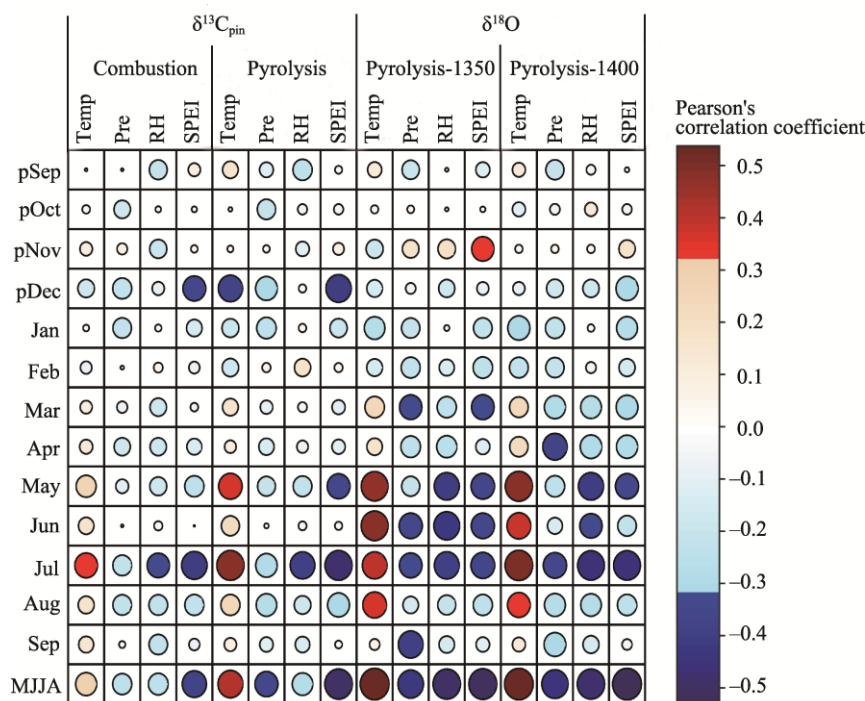 δ¹³Cpin δ¹⁸O
Combustion Pyrolysis Pyrolysis-1350 Pyrolysis-1400
Temp Pre RH SPEI Temp Pre RH SPEI Temp Pre RH SPEI Temp Pre RH SPEI
pSep
pOct
pNov
pDec
Jan
Feb
Mar
Apr
May
Jun
Jul
Aug
Sep
MJJA
Pearson's
correlation coefficient
0.5
0.4
0.3
0.2
0.1
0.0
–0.1
–0.2
–0.3
–0.4
–0.5